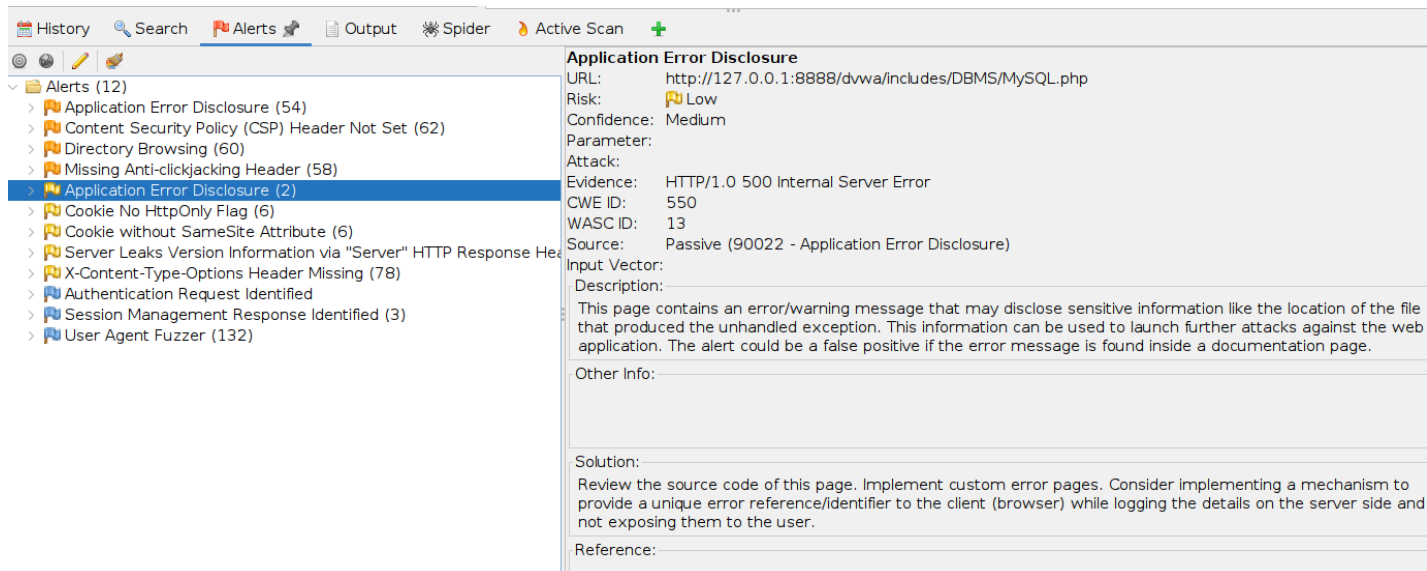 History Search Alerts Output Spider Active Scan
Alerts (12)
Application Error Disclosure (54)
Content Security Policy (CSP) Header Not Set (62)
Directory Browsing (60)
Missing Anti-clickjacking Header (58)
Application Error Disclosure (2)
Cookie No HttpOnly Flag (6)
Cookie without SameSite Attribute (6)
Server Leaks Version Information via "Server" HTTP Response Hea
X-Content-Type-Options Header Missing (78)
Authentication Request Identified
Session Management Response Identified (3)
User Agent Fuzzer (132)
Application Error Disclosure
URL: http://127.0.0.1:8888/dvwa/includes/DBMS/MySQL.php
Risk: Low
Confidence: Medium
Parameter:
Attack:
Evidence: HTTP/1.0 500 Internal Server Error
CWE ID: 550
WASC ID: 13
Source: Passive (90022 - Application Error Disclosure)
Input Vector:
Description:
This page contains an error/warning message that may disclose sensitive information like the location of the file
that produced the unhandled exception. This information can be used to launch further attacks against the web
application. The alert could be a false positive if the error message is found inside a documentation page.
Other Info:
Solution:
Review the source code of this page. Implement custom error pages. Consider implementing a mechanism to
provide a unique error reference/identifier to the client (browser) while logging the details on the server side and
not exposing them to the user.
Reference: